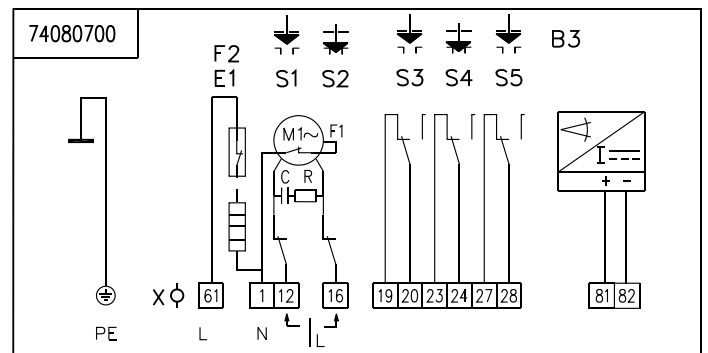 74080700
F2
E1 S1 S2 S3 S4 S5 B3
M1~ F1
C R
I
+ -
X 61 1 12 16 19 20 23 24 27 28 81 82
PE L N L